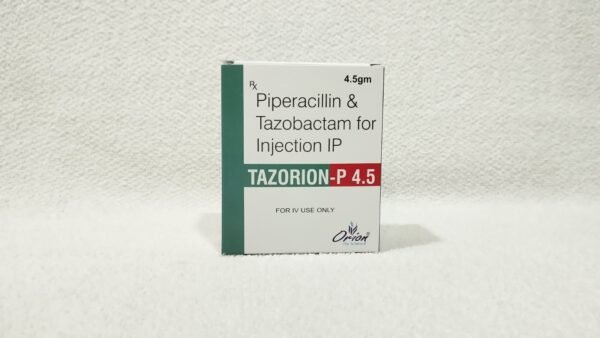 4.5gm
Rx
Piperacillin &
Tazobactam for
Injection IP
TAZORION-P 4.5
FOR IV USE ONLY
Orion